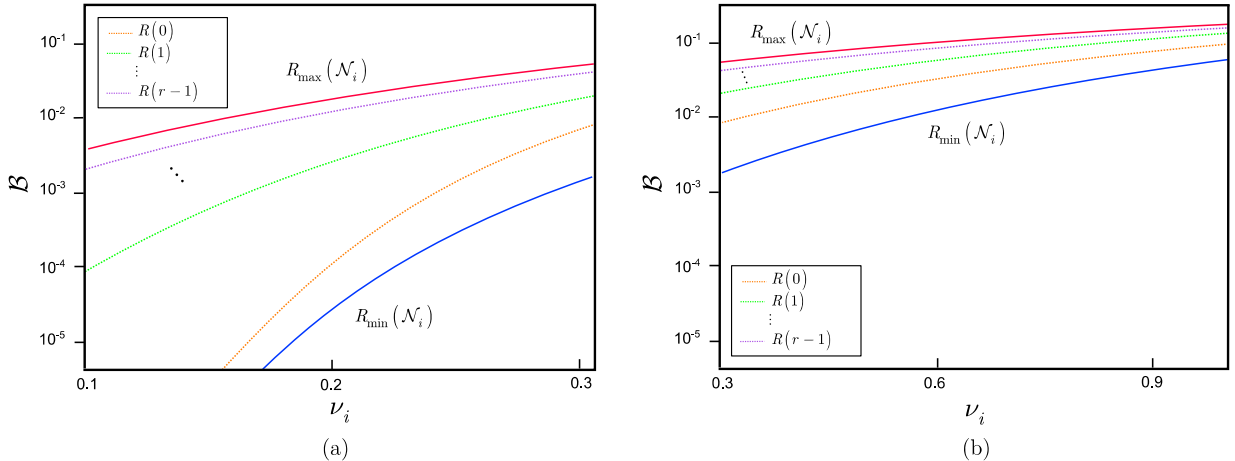 R(0)
R(1)
⋮
R(r − 1)
R_max(𝒩_i)
R_min(𝒩_i)
10^-1
10^-2
10^-3
10^-4
10^-5
ℬ
0.1
0.2
0.3
ν_i
(a)
R_max(𝒩_i)
R_min(𝒩_i)
10^-1
10^-2
10^-3
10^-4
10^-5
ℬ
R(0)
R(1)
⋮
R(r − 1)
0.3
0.6
0.9
ν_i
(b)